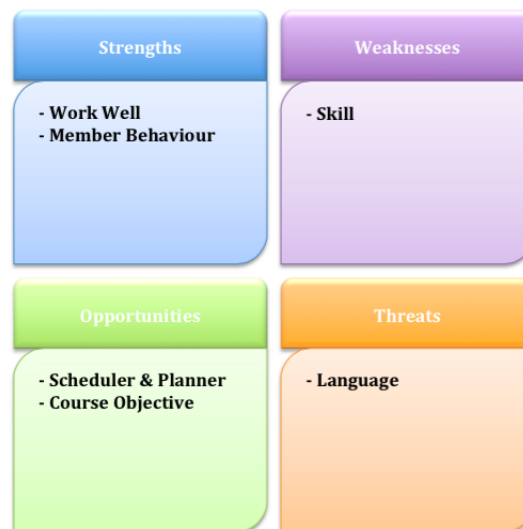 Strengths
- Work Well
- Member Behaviour
Weaknesses
- Skill
Opportunities
- Scheduler & Planner
- Course Objective
Threats
- Language